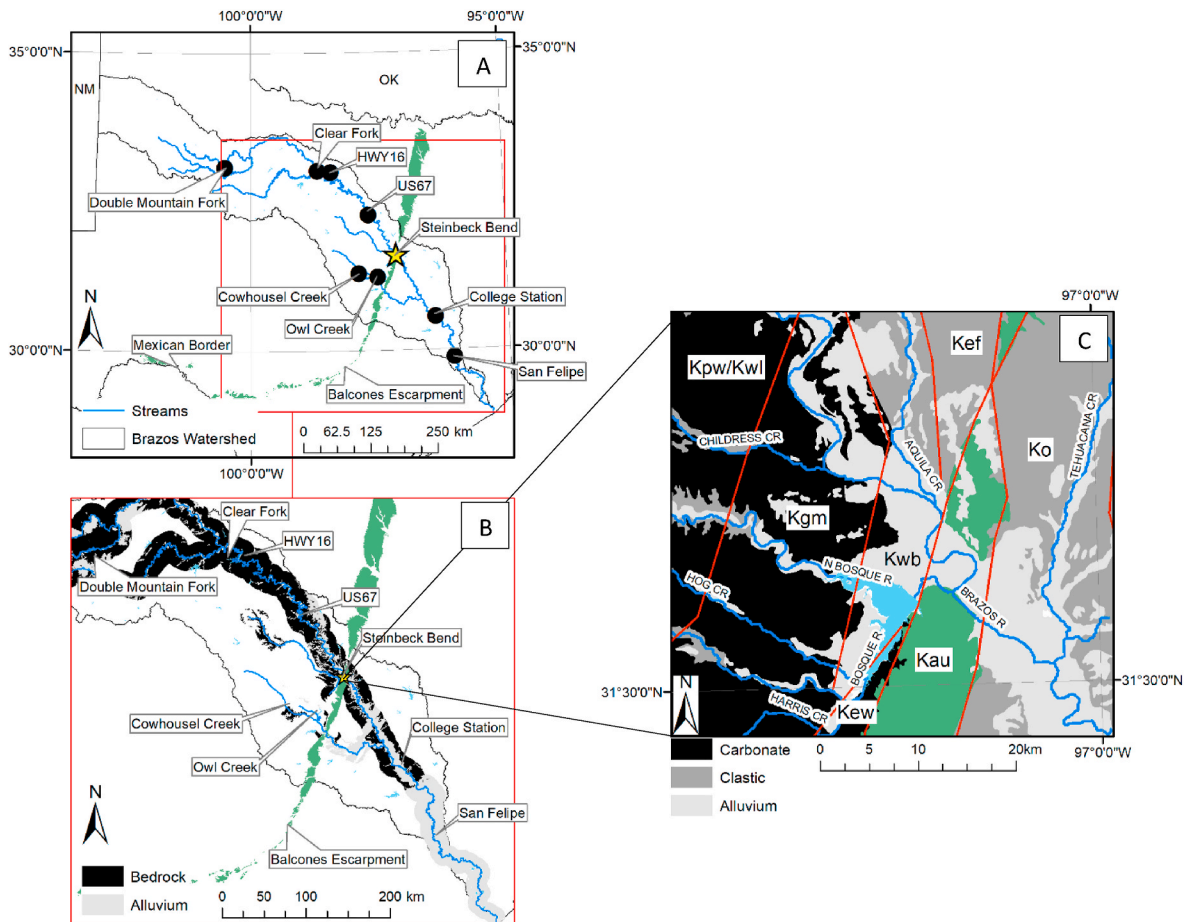 100°0'0"W
95°0'0"W
35°0'0"N
35°0'0"N
A
NM
OK
Clear Fork
HWY16
Double Mountain Fork
US67
Steinbeck Bend
Cowhousel Creek
Owl Creek
College Station
N
Mexican Border
30°0'0"N
30°0'0"N
San Felipe
Balcones Escarpment
Streams
Brazos Watershed
0 62.5 125 250 km
100°0'0"W
B
Clear Fork
HWY16
Double Mountain Fork
US67
Steinbeck Bend
Cowhousel Creek
College Station
Owl Creek
San Felipe
N
Balcones Escarpment
Bedrock
Alluvium
0 50 100 200 km
97°0'0"W
C
Kef
Kpw/Kwl
CHILDRESS CR
AQUILA CR
Ko
TEHUACANA CR
Kgm
Kwb
N BOSQUE R
HOG CR
BRAZOS R
BOSQUE R
Kau
31°30'0"N
31°30'0"N
N
HARRIS CR
Kew
Carbonate
Clastic
Alluvium
0 5 10 20km
97°0'0"W